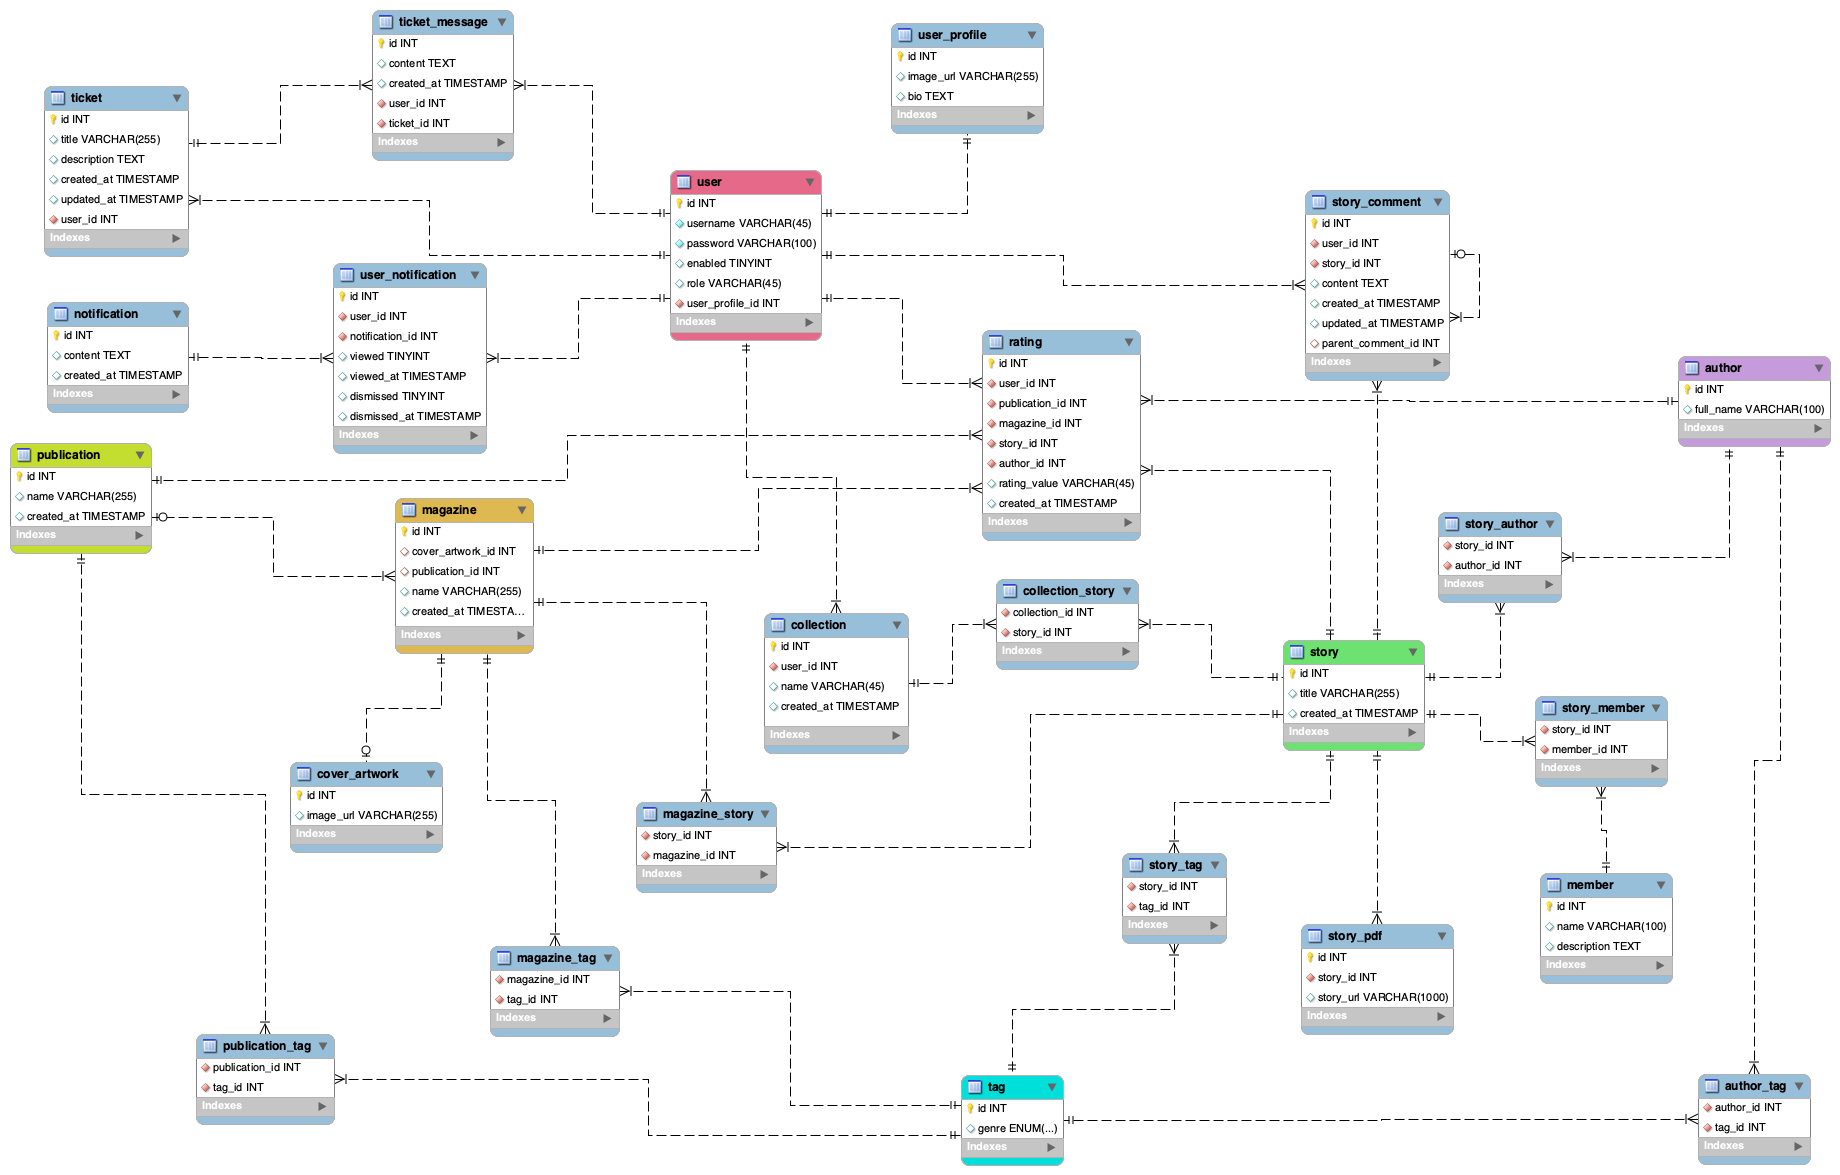 ticket_message
id INT
content TEXT
created_at TIMESTAMP
user_id INT
ticket_id INT
Indexes
user_profile
id INT
image_url VARCHAR(255)
bio TEXT
Indexes
ticket
id INT
title VARCHAR(255)
description TEXT
created_at TIMESTAMP
updated_at TIMESTAMP
user_id INT
Indexes
user
id INT
username VARCHAR(45)
password VARCHAR(100)
enabled TINYINT
role VARCHAR(45)
user_profile_id INT
Indexes
story_comment
id INT
user_id INT
story_id INT
content TEXT
created_at TIMESTAMP
updated_at TIMESTAMP
parent_comment_id INT
Indexes
user_notification
id INT
user_id INT
notification_id INT
viewed TINYINT
viewed_at TIMESTAMP
dismissed TINYINT
dismissed_at TIMESTAMP
Indexes
notification
id INT
content TEXT
created_at TIMESTAMP
Indexes
rating
id INT
user_id INT
publication_id INT
magazine_id INT
story_id INT
author_id INT
rating_value VARCHAR(45)
created_at TIMESTAMP
Indexes
author
id INT
full_name VARCHAR(100)
Indexes
publication
id INT
name VARCHAR(255)
created_at TIMESTAMP
Indexes
magazine
id INT
cover_artwork_id INT
publication_id INT
name VARCHAR(255)
created_at TIMESTA...
Indexes
story_author
story_id INT
author_id INT
Indexes
collection_story
collection_id INT
story_id INT
Indexes
collection
id INT
user_id INT
name VARCHAR(45)
created_at TIMESTAMP
Indexes
story
id INT
title VARCHAR(255)
created_at TIMESTAMP
Indexes
story_member
story_id INT
member_id INT
Indexes
cover_artwork
id INT
image_url VARCHAR(255)
Indexes
magazine_story
story_id INT
magazine_id INT
Indexes
story_tag
story_id INT
tag_id INT
Indexes
member
id INT
name VARCHAR(100)
description TEXT
Indexes
story_pdf
id INT
story_id INT
story_url VARCHAR(1000)
Indexes
magazine_tag
magazine_id INT
tag_id INT
Indexes
publication_tag
publication_id INT
tag_id INT
Indexes
tag
id INT
genre ENUM(...)
Indexes
author_tag
author_id INT
tag_id INT
Indexes